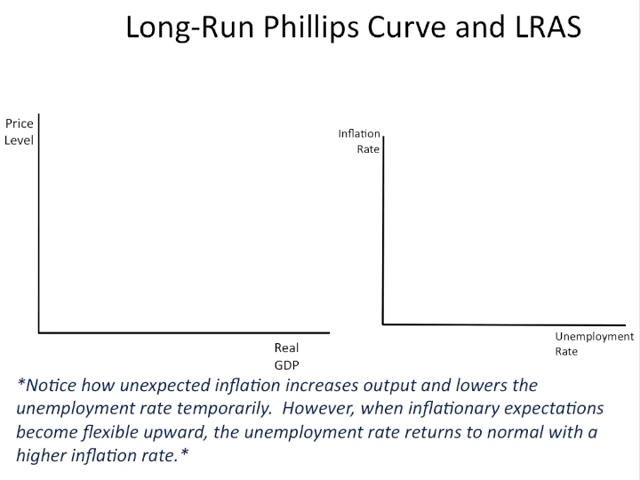 Long-Run Phillips Curve and LRAS
Price
Level
Real
GDP
Inflation
Rate
Unemployment
Rate
*Notice how unexpected inflation increases output and lowers the
unemployment rate temporarily.  However, when inflationary expectations
become flexible upward, the unemployment rate returns to normal with a
higher inflation rate.*